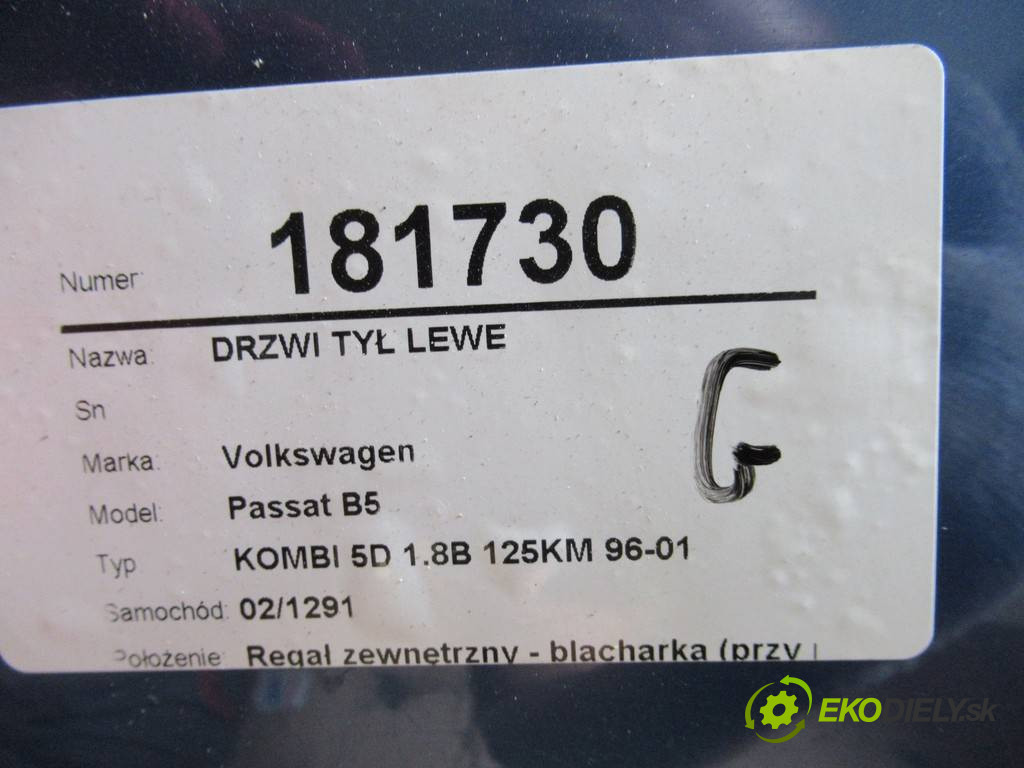 Numer: 181730
Nazwa: DRZWI TYŁ LEWE
Sn
G
Marka: Volkswagen
Model: Passat B5
Typ KOMBI 5D 1.8B 125KM 96-01
Samochód: 02/1291
Położenie: Regał zewnętrzny - blacharka (przy
EKODIELY.sk